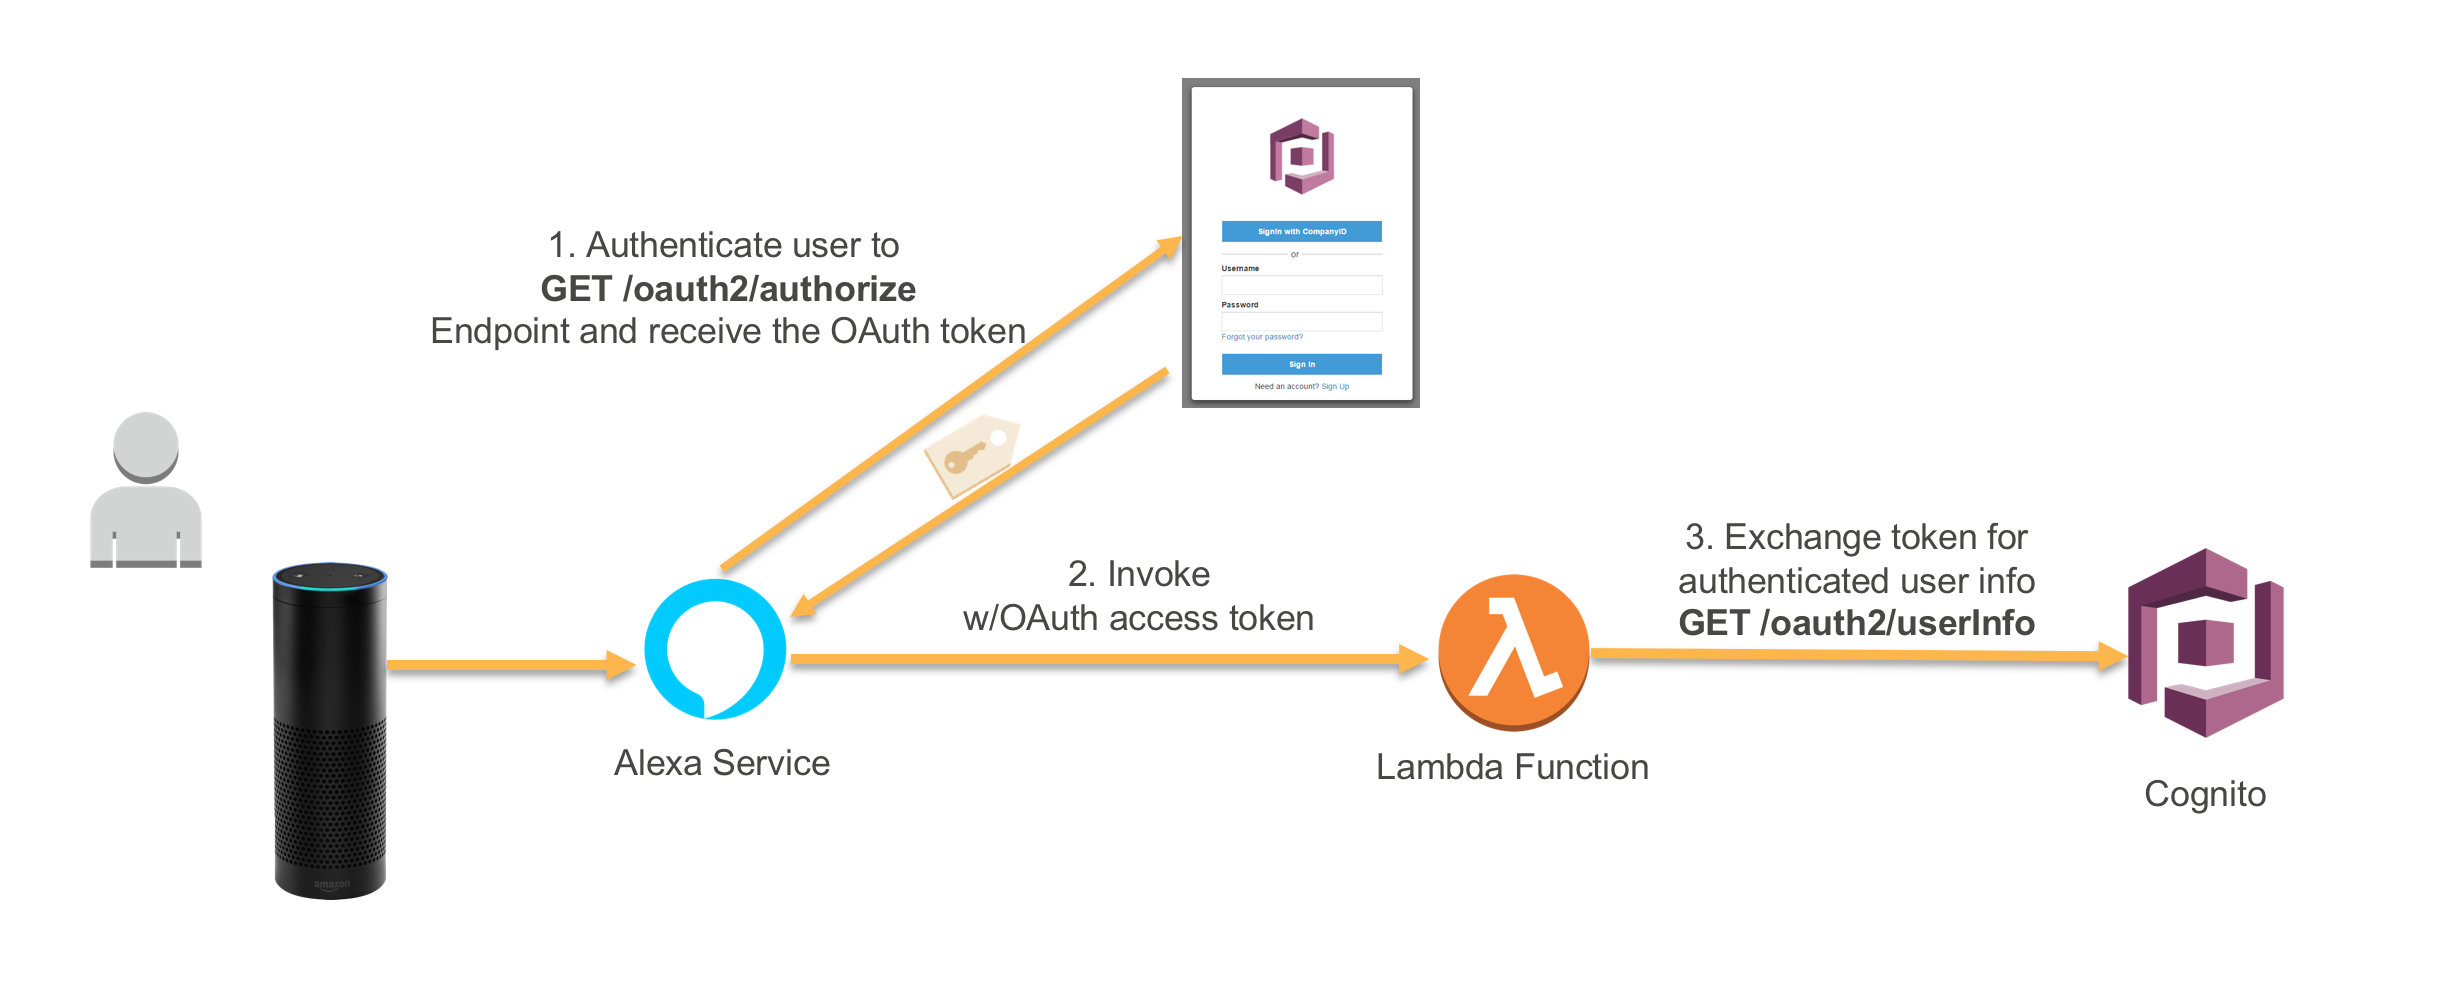 1. Authenticate user to
GET /oauth2/authorize
Endpoint and receive the OAuth token
SignIn with CompanyID
or
Username
Password
Forgot your password?
Sign In
Need an account? Sign Up
2. Invoke
w/OAuth access token
3. Exchange token for
authenticated user info
GET /oauth2/userInfo
Alexa Service
Lambda Function
Cognito
amazon